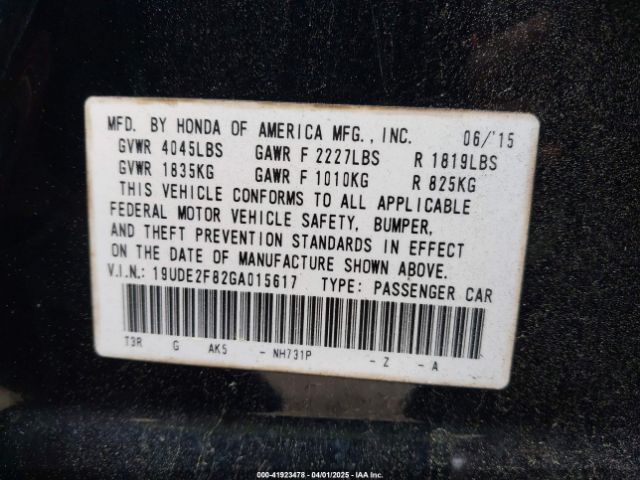 MFD. BY HONDA OF AMERICA MFG., INC. 06/'15
GVWR 4045LBS GAWR F 2227LBS R 1819LBS
GVWR 1835KG GAWR F 1010KG R 825KG
THIS VEHICLE CONFORMS TO ALL APPLICABLE
FEDERAL MOTOR VEHICLE SAFETY, BUMPER,
AND THEFT PREVENTION STANDARDS IN EFFECT
ON THE DATE OF MANUFACTURE SHOWN ABOVE.
V.I.N.: 19UDE2F82GA015617 TYPE: PASSENGER CAR
T3R G AK5 - NH731P - Z - A
000-41923478 - 04/01/2025 - IAA Inc.